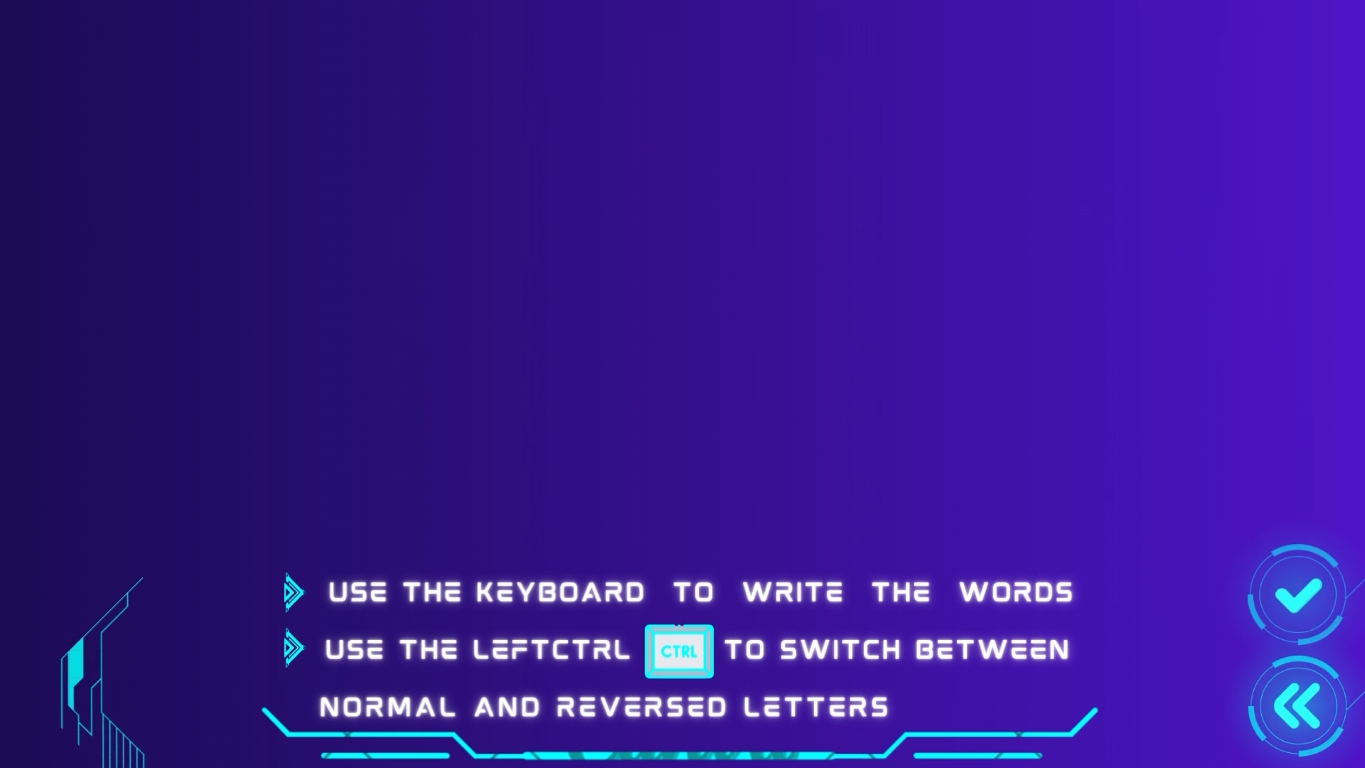 USE THE KEYBOARD TO WRITE THE WORDS
USE THE LEFTCTRL CTRL TO SWITCH BETWEEN
NORMAL AND REVERSED LETTERS